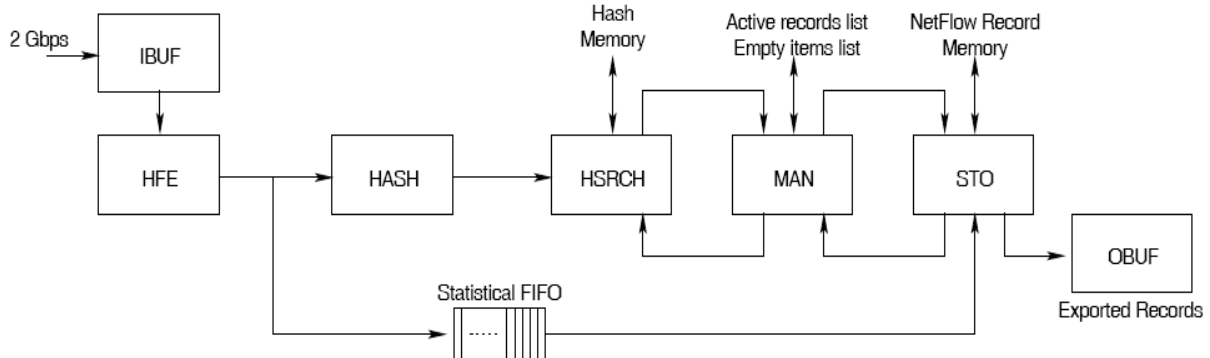 Hash
Memory
Active records list
Empty items list
NetFlow Record
Memory
2 Gbps
IBUF
HFE
HASH
HSRCH
MAN
STO
OBUF
Statistical FIFO
Exported Records